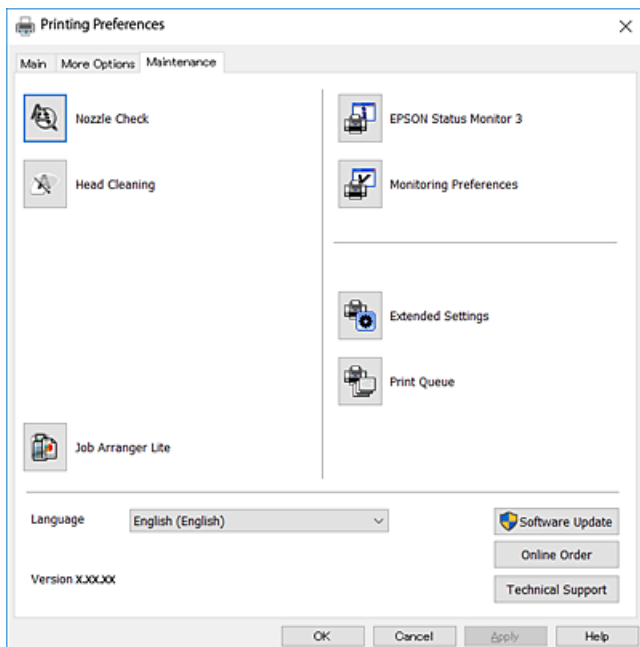 Printing Preferences
Main More Options Maintenance
Nozzle Check
EPSON Status Monitor 3
Head Cleaning
Monitoring Preferences
Extended Settings
Print Queue
Job Arranger Lite
Language English (English)
Software Update
Online Order
Version X.XX.XX
Technical Support
OK Cancel Apply Help